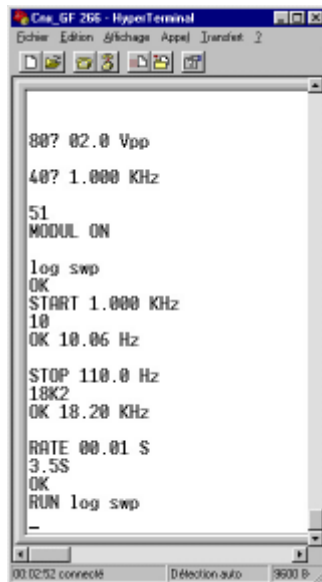 Cnx_GF 266 - HyperTerminal
Fichier Edition Affichage Appel Transfert ?
80? 02.0 Vpp
40? 1.000 KHz
51
MODUL ON
log swp
OK
START 1.000 KHz
10
OK 10.06 Hz
STOP 110.0 Hz
18K2
OK 18.20 KHz
RATE 00.01 S
3.5S
OK
RUN log swp
_
00:02:52 connecté Détection auto 9600 8-